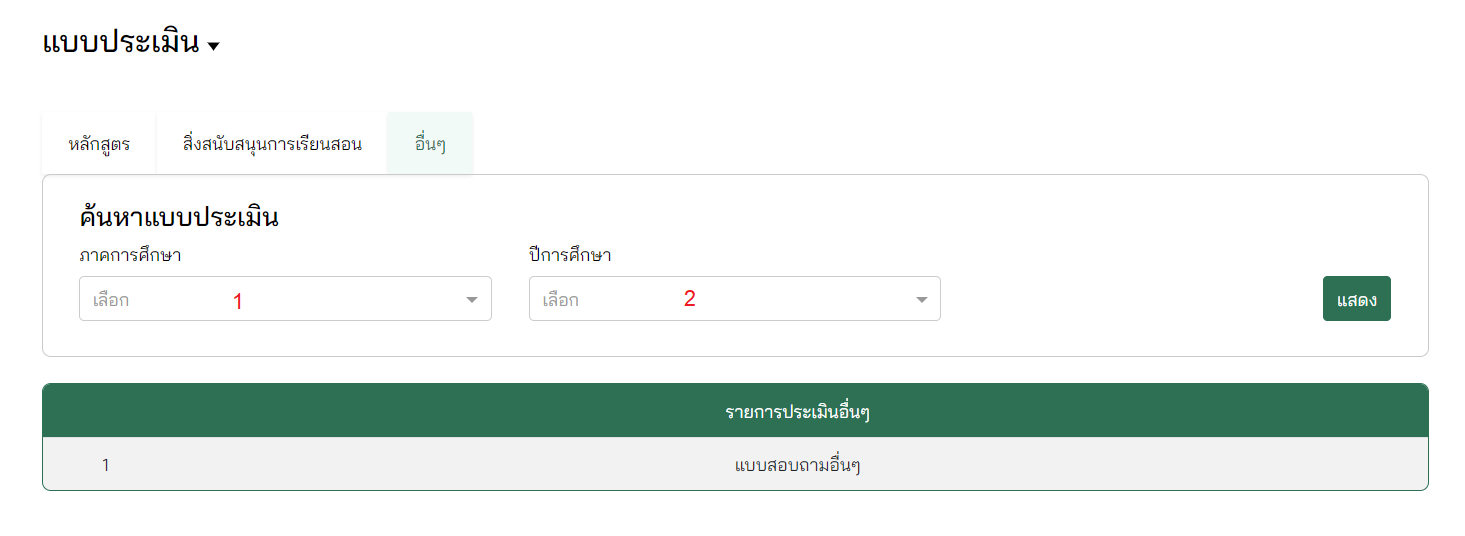 แบบประเมิน
หลักสูตร สิ่งสนับสนุนการเรียนสอน อื่นๆ
ค้นหาแบบประเมิน
ภาคการศึกษา ปีการศึกษา
เลือก 1 เลือก 2 แสดง
รายการประเมินอื่นๆ
1 แบบสอบถามอื่นๆ